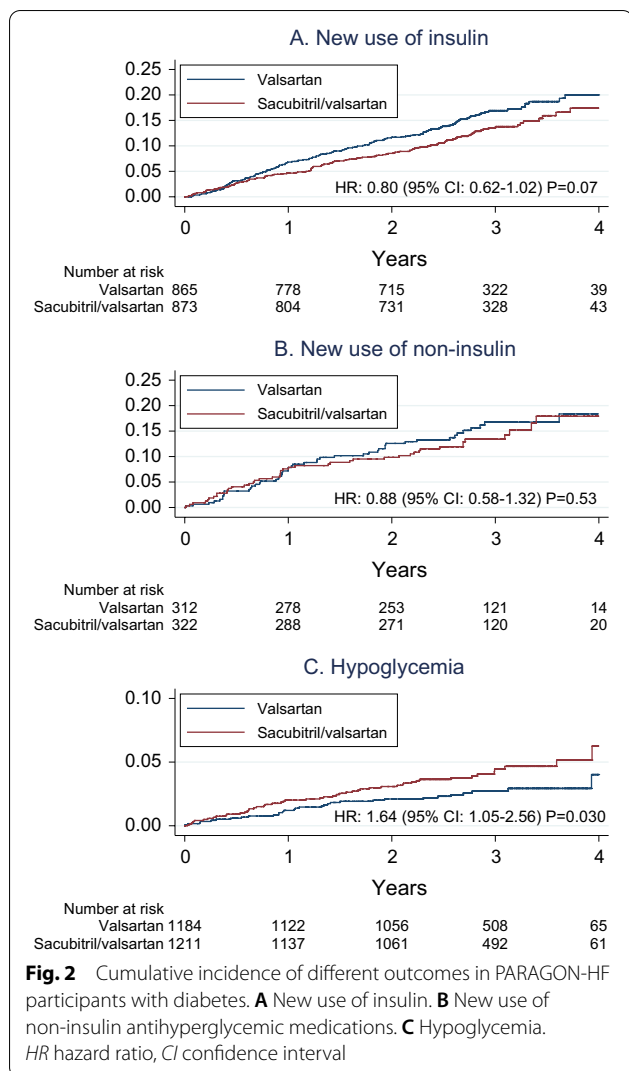 A. New use of insulin
0.25
0.20
0.15
0.10
0.05
0.00
Valsartan
Sacubitril/valsartan
HR: 0.80 (95% CI: 0.62-1.02) P=0.07
0 1 2 3 4
Years
Number at risk
Valsartan 865 778 715 322 39
Sacubitril/valsartan 873 804 731 328 43
B. New use of non-insulin
0.25
0.20
0.15
0.10
0.05
0.00
Valsartan
Sacubitril/valsartan
HR: 0.88 (95% CI: 0.58-1.32) P=0.53
0 1 2 3 4
Number at risk
Valsartan 312 278 253 121 14
Sacubitril/valsartan 322 288 271 120 20
C. Hypoglycemia
0.10
0.05
0.00
Valsartan
Sacubitril/valsartan
HR: 1.64 (95% CI: 1.05-2.56) P=0.030
0 1 2 3 4
Years
Number at risk
Valsartan 1184 1122 1056 508 65
Sacubitril/valsartan 1211 1137 1061 492 61
Fig. 2 Cumulative incidence of different outcomes in PARAGON-HF
participants with diabetes. A New use of insulin. B New use of
non-insulin antihyperglycemic medications. C Hypoglycemia.
HR hazard ratio, CI confidence interval